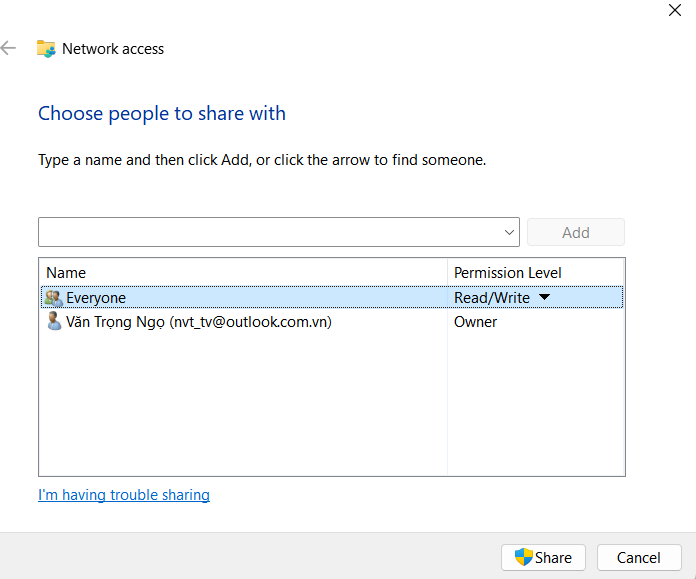 Network access
Choose people to share with
Type a name and then click Add, or click the arrow to find someone.
Add
Name Permission Level
Everyone Read/Write
Văn Trọng Ngọ (nvt_tv@outlook.com.vn) Owner
I'm having trouble sharing
Share Cancel